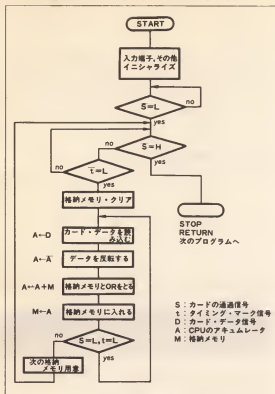 START
入力端子、その他
イニシャライズ
S=L
no
yes
S=H
no
yes
t̄=L
no
yes
格納メモリ・クリア
STOP
RETURN
次のプログラムへ
A←D
カード・データを読み込む
A←Ā
データを反転する
A←A+M
格納メモリとORをとる
M←A
格納メモリに入れる
S=L, t=L
no
yes
次の格納
メモリ用意
S:カードの通過信号
t:タイミング・マーク信号
D:カード・データ信号
A:CPUのアキュムレータ
M:格納メモリ